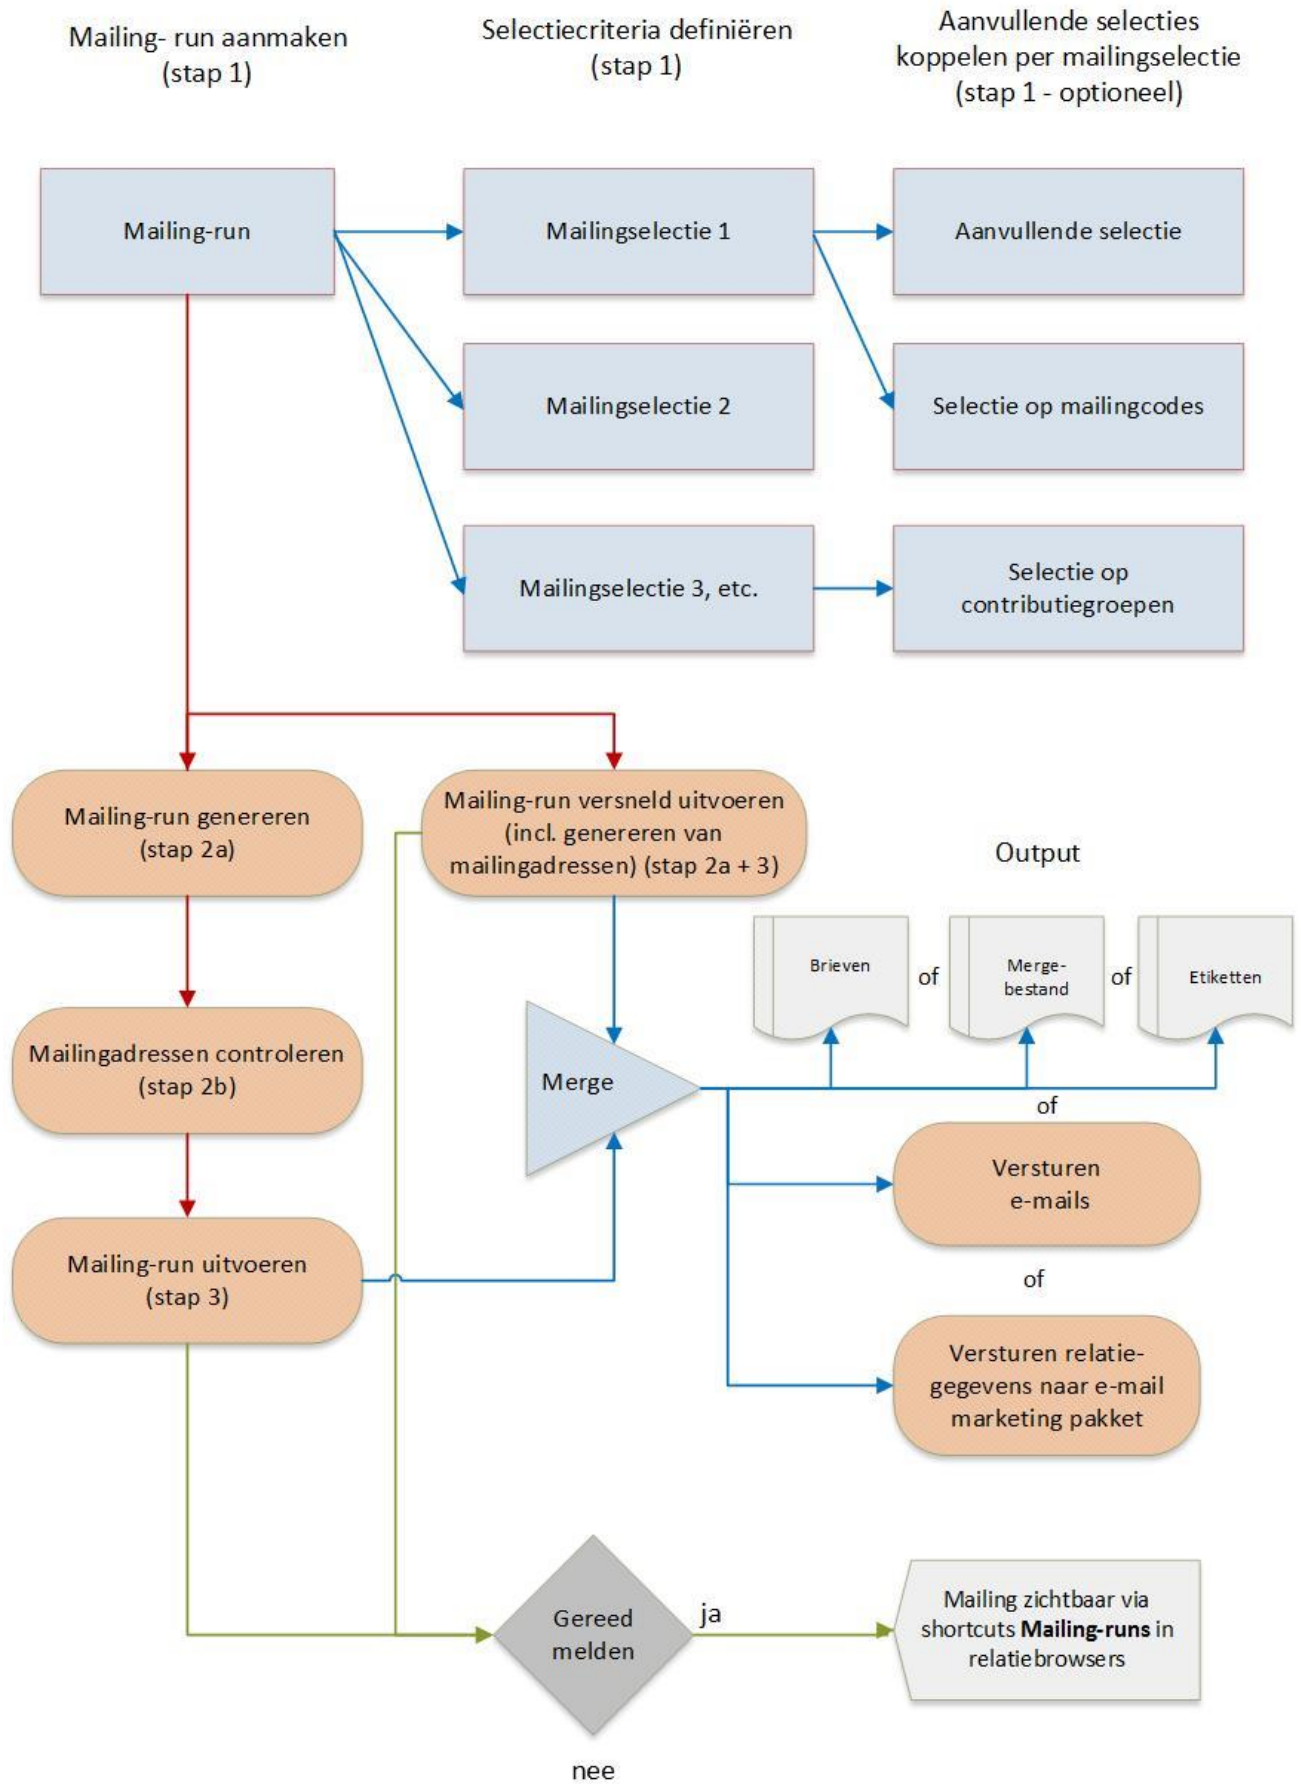 Mailing- run aanmaken
(stap 1)
Selectiecriteria definiëren
(stap 1)
Aanvullende selecties
koppelen per mailingselectie
(stap 1 - optioneel)
Mailing-run
Mailingselectie 1
Aanvullende selectie
Mailingselectie 2
Selectie op mailingcodes
Mailingselectie 3, etc.
Selectie op
contributiegroepen
Mailing-run genereren
(stap 2a)
Mailing-run versneld uitvoeren
(incl. genereren van
mailingadressen) (stap 2a + 3)
Output
Brieven
of
Merge-
bestand
of
Etiketten
Mailingadressen controleren
(stap 2b)
Merge
of
Versturen
e-mails
Mailing-run uitvoeren
(stap 3)
of
Versturen relatie-
gegevens naar e-mail
marketing pakket
Gereed
melden
ja
Mailing zichtbaar via
shortcuts Mailing-runs in
relatiebrowsers
nee